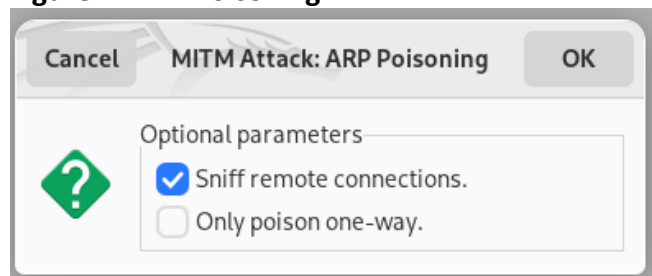 Cancel
MITM Attack: ARP Poisoning
OK
Optional parameters
Sniff remote connections.
Only poison one-way.